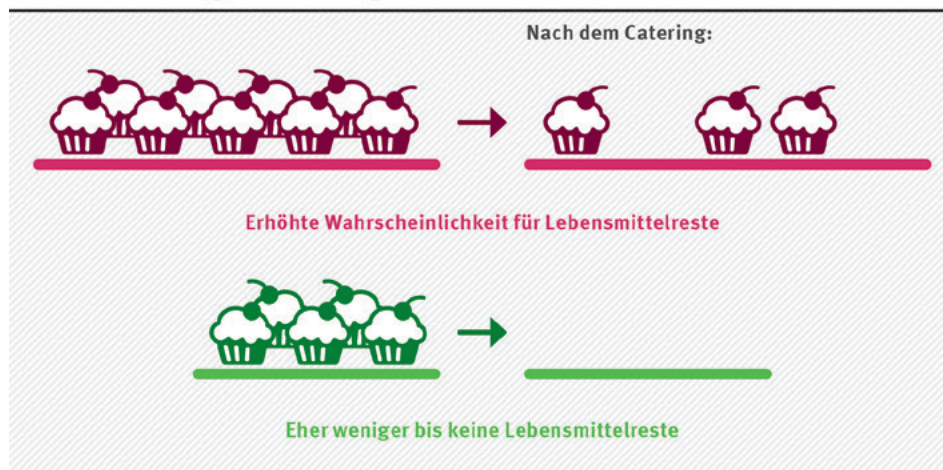 Nach dem Catering:
Erhöhte Wahrscheinlichkeit für Lebensmittelreste
Eher weniger bis keine Lebensmittelreste